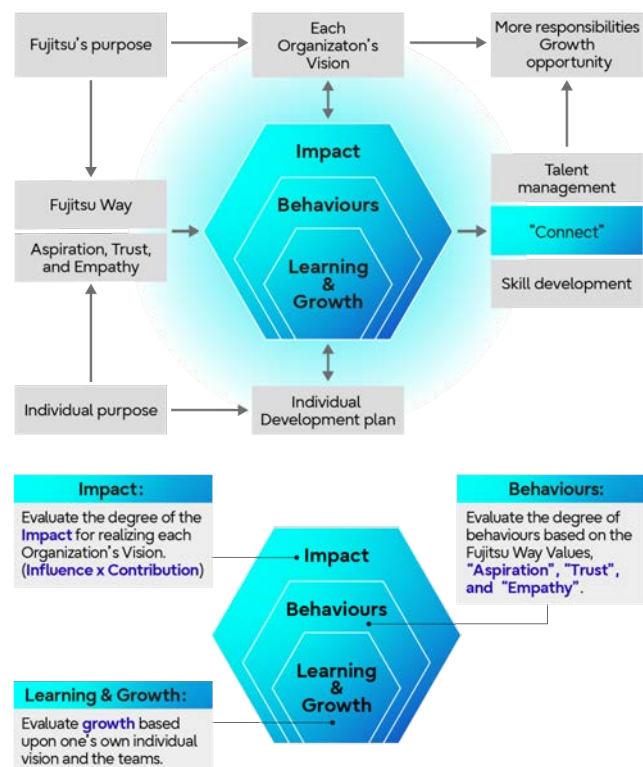 Fujitsu's purpose
Each
Organizaton's
Vision
More responsibilities
Growth
opportunity
Impact
Behaviours
Learning
&
Growth
Fujitsu Way
Aspiration, Trust,
and Empathy
Talent
management
"Connect"
Skill development
Individual purpose
Individual
Development plan
Impact:
Evaluate the degree of the
Impact for realizing each
Organization's Vision.
(Influence x Contribution)
Behaviours:
Evaluate the degree of
behaviours based on the
Fujitsu Way Values,
"Aspiration", "Trust",
and "Empathy".
Impact
Behaviours
Learning
&
Growth
Learning & Growth:
Evaluate growth based
upon one's own individual
vision and the teams.